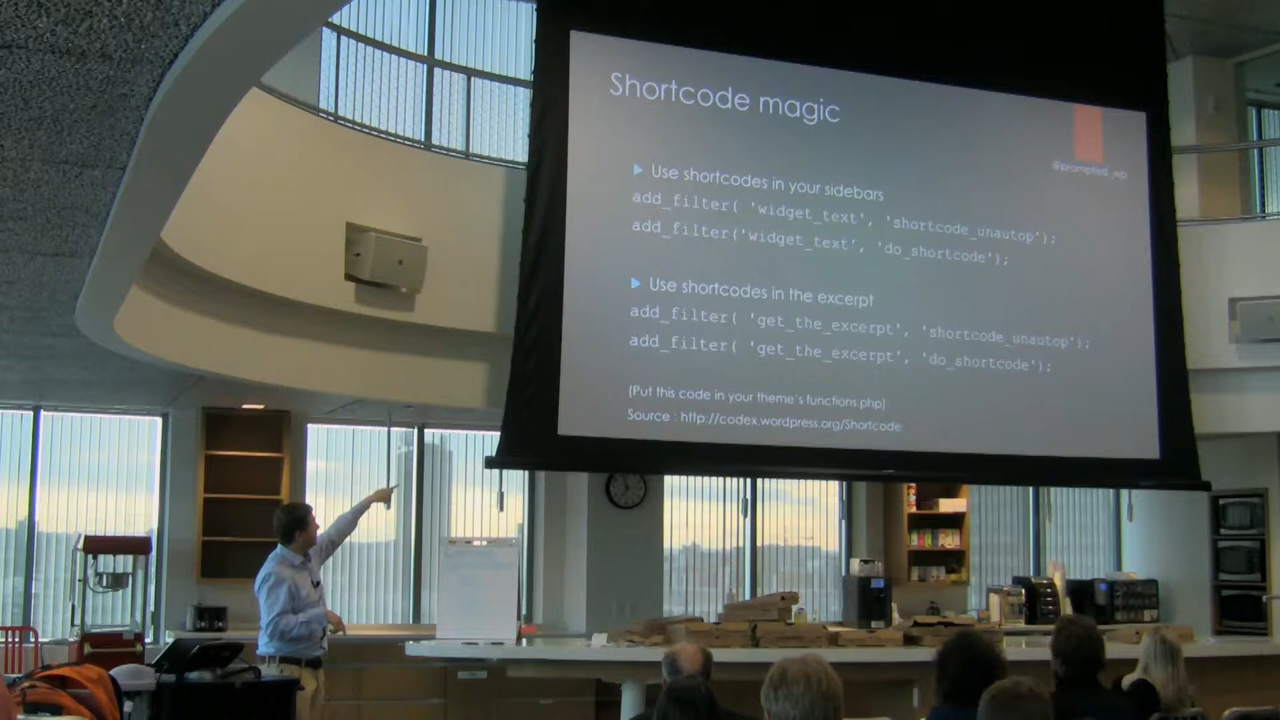 Shortcode magic
@prompted_wp
Use shortcodes in your sidebars
add_filter( 'widget_text', 'shortcode_unautop');
add_filter('widget_text', 'do_shortcode');
Use shortcodes in the excerpt
add_filter( 'get_the_excerpt', 'shortcode_unautop');
add_filter( 'get_the_excerpt', 'do_shortcode');
(Put this code in your theme's functions.php)
Source : http://codex.wordpress.org/Shortcode